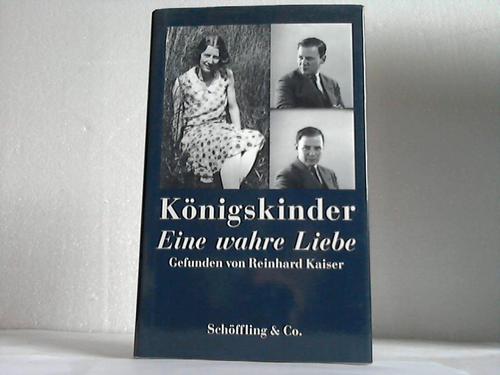 Königskinder
Eine wahre Liebe
Gefunden von Reinhard Kaiser
Schöffling & Co.